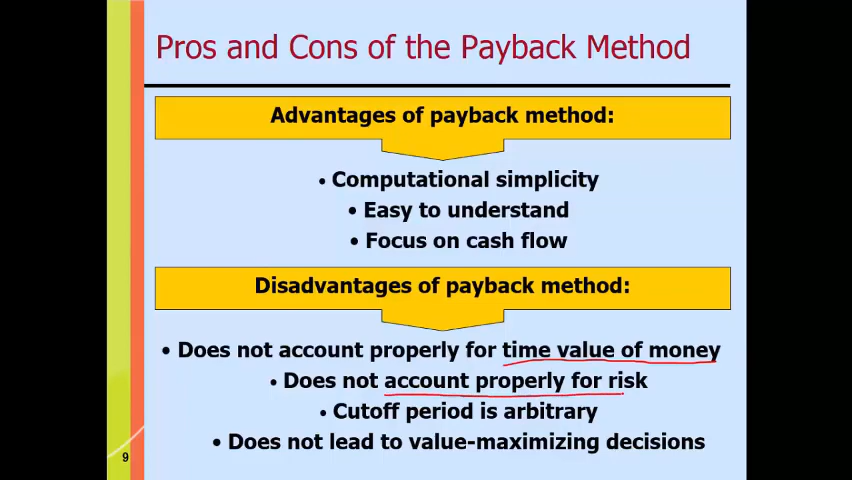 Pros and Cons of the Payback Method
Advantages of payback method:
• Computational simplicity
• Easy to understand
• Focus on cash flow
Disadvantages of payback method:
• Does not account properly for time value of money
• Does not account properly for risk
• Cutoff period is arbitrary
• Does not lead to value-maximizing decisions
9